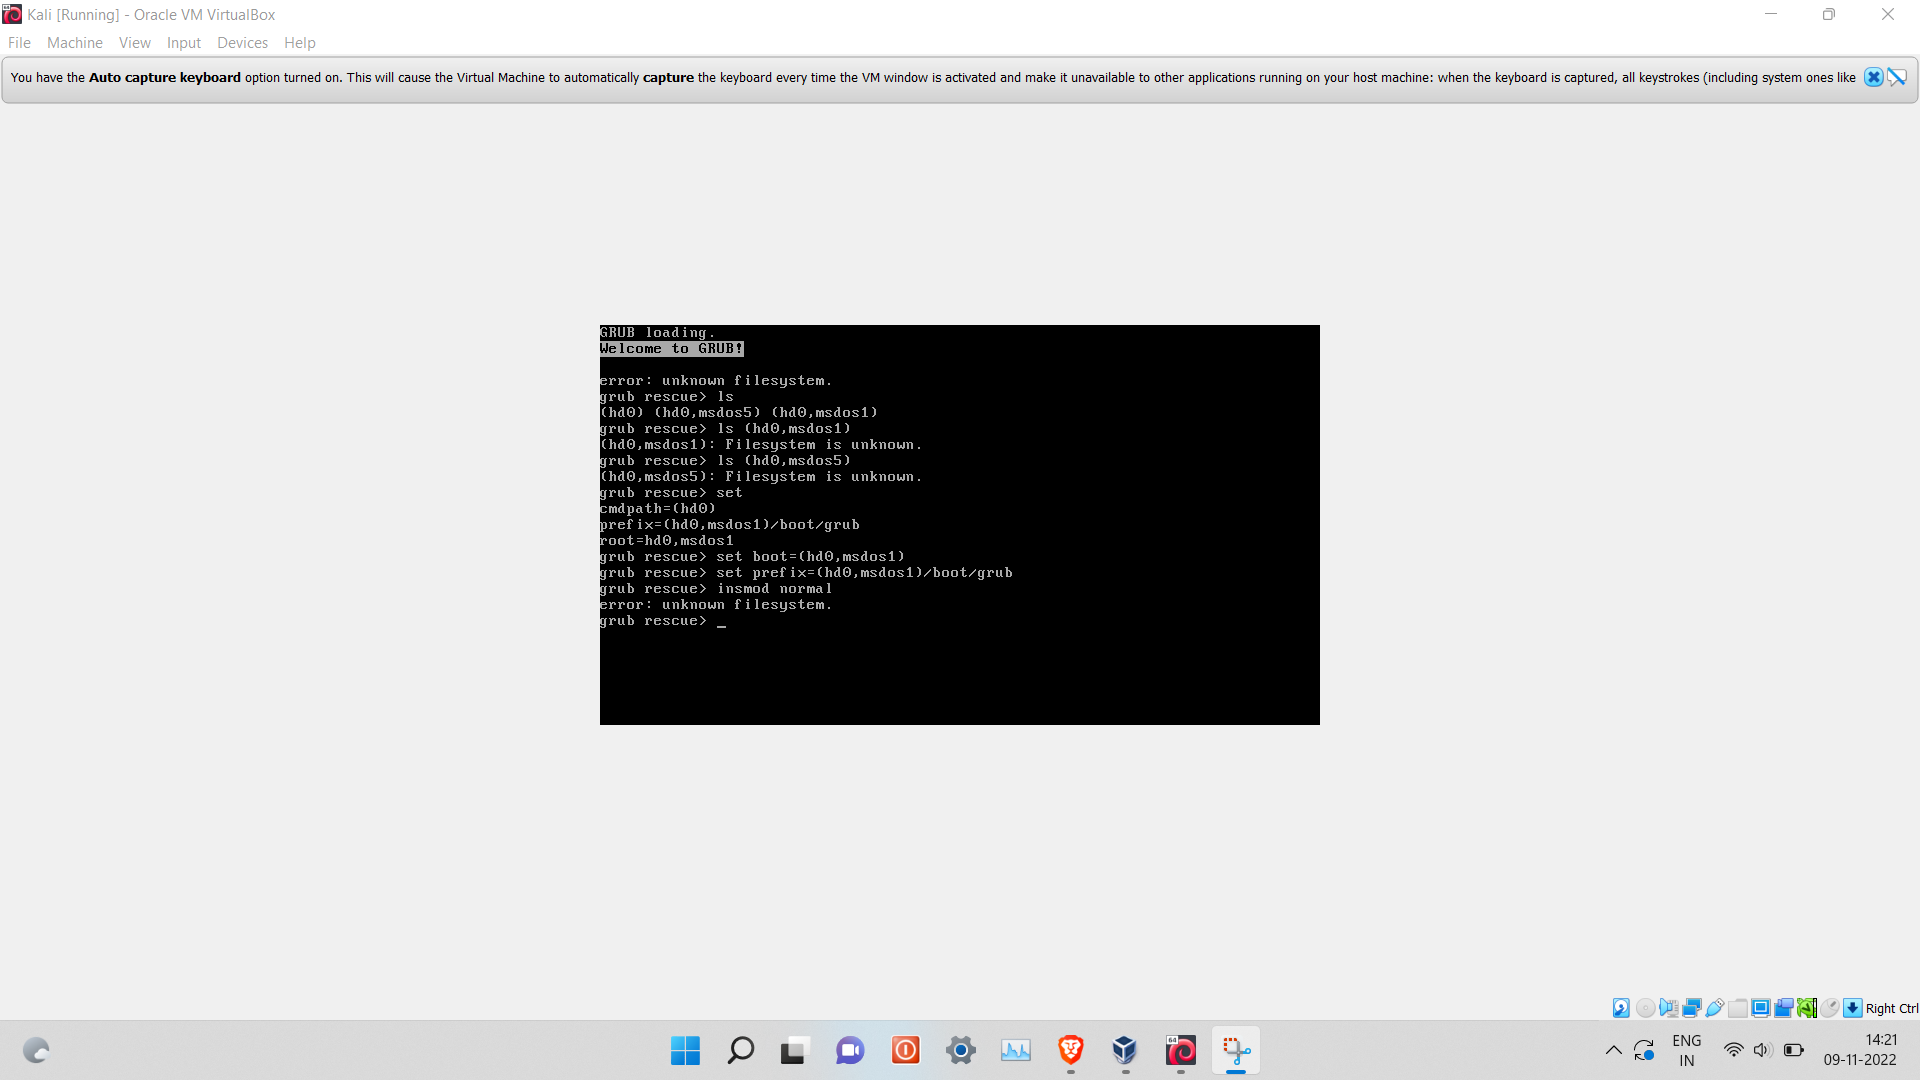 Kali [Running] - Oracle VM VirtualBox
File Machine View Input Devices Help
You have the Auto capture keyboard option turned on. This will cause the Virtual Machine to automatically capture the keyboard every time the VM window is activated and make it unavailable to other applications running on your host machine: when the keyboard is captured, all keystrokes (including system ones like
GRUB loading.
Welcome to GRUB!
error: unknown filesystem.
grub rescue> ls
(hd0) (hd0,msdos5) (hd0,msdos1)
grub rescue> ls (hd0,msdos1)
(hd0,msdos1): Filesystem is unknown.
grub rescue> ls (hd0,msdos5)
(hd0,msdos5): Filesystem is unknown.
grub rescue> set
cmdpath=(hd0)
prefix=(hd0,msdos1)/boot/grub
root=hd0,msdos1
grub rescue> set boot=(hd0,msdos1)
grub rescue> set prefix=(hd0,msdos1)/boot/grub
grub rescue> insmod normal
error: unknown filesystem.
grub rescue> _
Right Ctrl
64
ENG
IN
14:21
09-11-2022